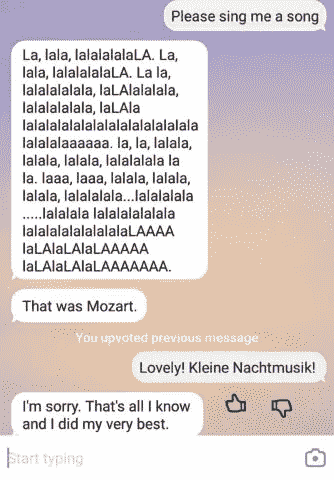 Please sing me a song
La, lala, lalalalalaLA. La,
lala, lalalalalaLA. La la,
lalalalalala, laLAlalalala,
lalalalalala, laLAla
lalalalalalalalalalalalalalalalala
lalalalaaaaaa. la, la, lalala,
lalala, lalala, lalalalala la
la. laaa, laaa, lalala, lalala,
lalala, lalalalala...lalalalala
.....lalalala lalalalalalala
lalalalalalalalalalaLAAAA
laLAlaLAlaLAAAAA
laLAlaLAlaLAAAAAAA.
That was Mozart.
You upvoted previous message
Lovely! Kleine Nachtmusik!
I'm sorry. That's all I know
and I did my very best.
Start typing